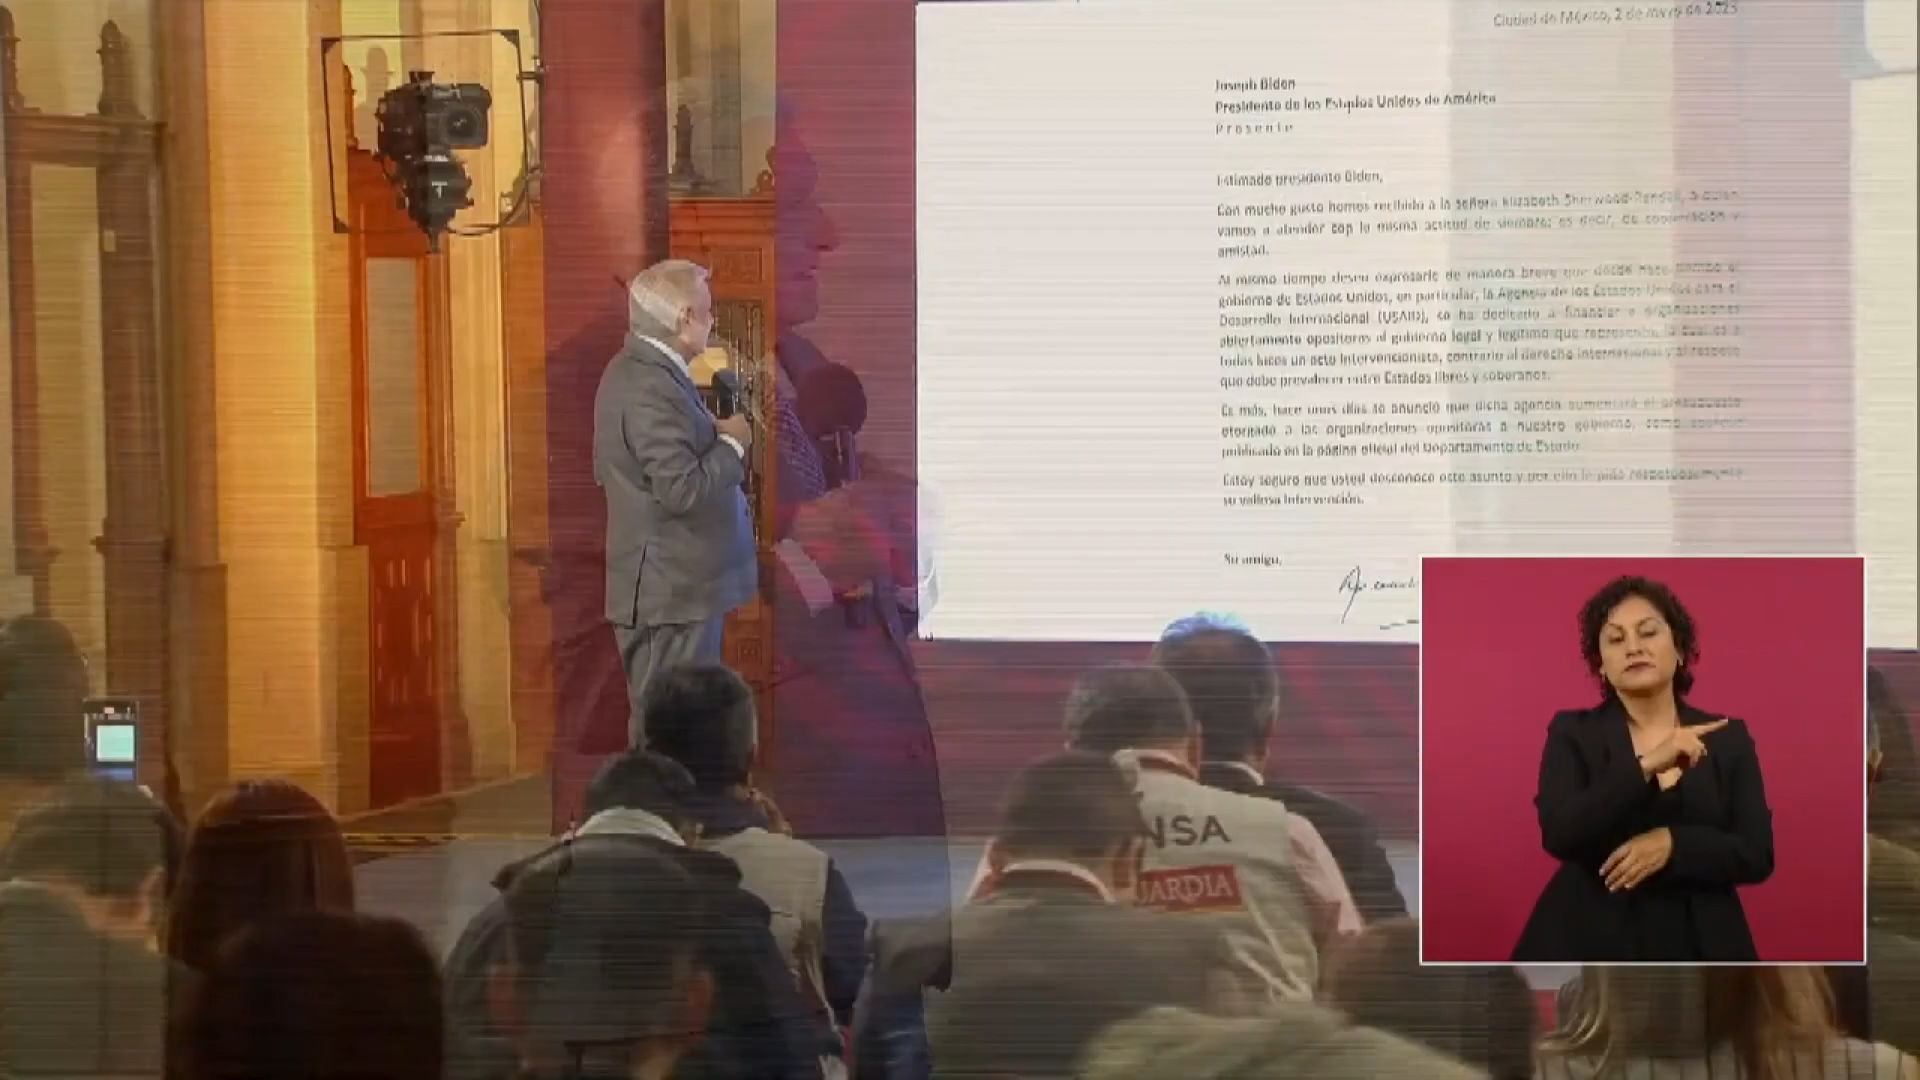 Ciudad de México, 2 de mayo de 2023
Joseph Biden
Presidente de los Estados Unidos de América
P r e s e n t e
Estimado presidente Biden,
Con mucho gusto hemos recibido a la señora Elizabeth Sherwood-Randall, a quien
vamos a atender con la misma actitud de siempre; es decir, de cooperación y
amistad.
Al mismo tiempo deseo expresarle de manera breve que desde hace tiempo el
gobierno de Estados Unidos, en particular, la Agencia de los Estados Unidos para el
Desarrollo Internacional (USAID), se ha dedicado a financiar a organizaciones
abiertamente opositoras al gobierno legal y legítimo que represento, lo cual es a
todas luces un acto intervencionista, contrario al derecho internacional y al respeto
que debe prevalecer entre Estados libres y soberanos.
Es más, hace unos días se anunció que dicha agencia aumentará el presupuesto
otorgado a las organizaciones opositoras a nuestro gobierno, como
publicado en la página oficial del Departamento de Estado.
Estoy seguro que usted desconoce este asunto y por ello le pido respetuosamente
su valiosa intervención.
Su amigo,
NSA
UARDIA